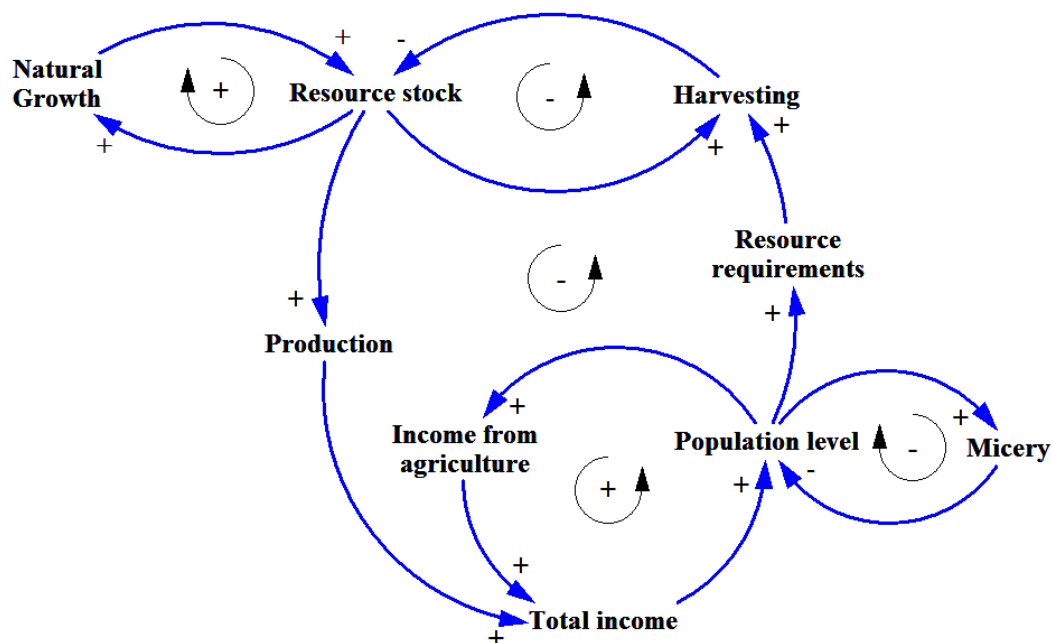 + -
Natural
Growth
+
Resource stock
-
Harvesting
+
+
+
Resource
requirements
-
+
+
Production
+
Income from
agriculture
Population level
+
-
Micery
-
+
+
+
Total income
+